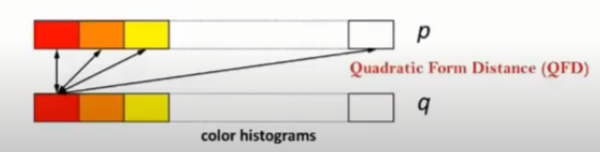 p
Quadratic Form Distance (QFD)
q
color histograms